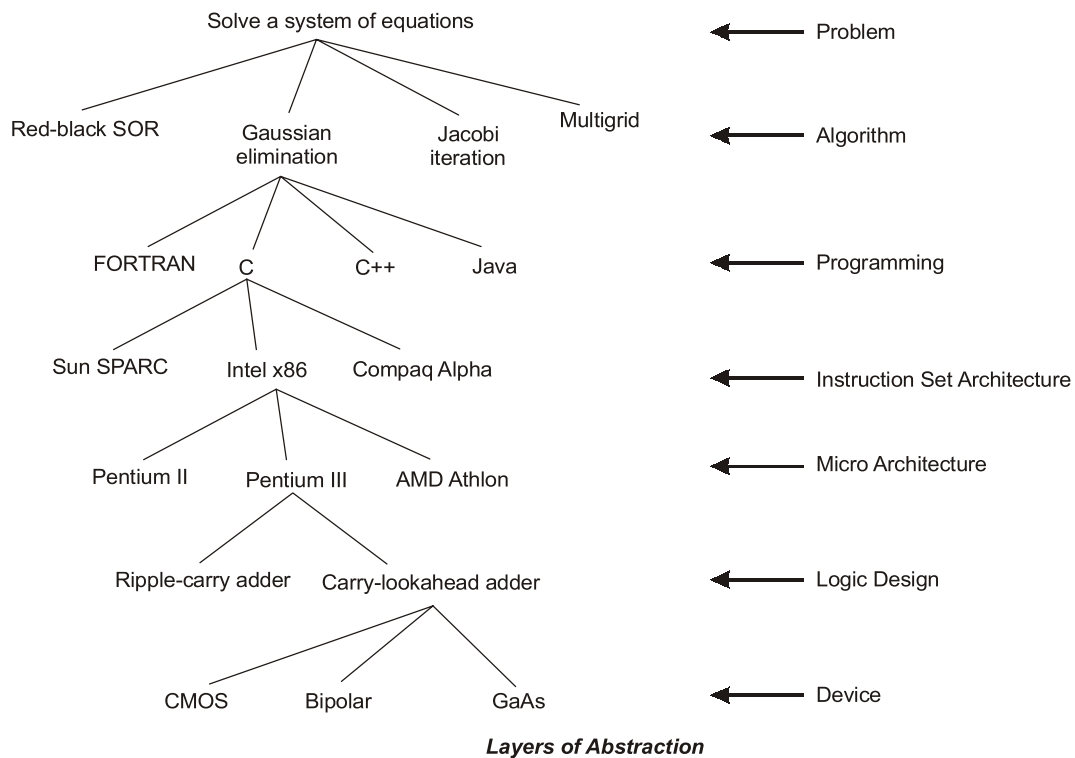 Solve a system of equations
Problem
Red-black SOR
Gaussian
elimination
Jacobi
iteration
Multigrid
Algorithm
FORTRAN
C
C++
Java
Programming
Sun SPARC
Intel x86
Compaq Alpha
Instruction Set Architecture
Pentium II
Pentium III
AMD Athlon
Micro Architecture
Ripple-carry adder
Carry-lookahead adder
Logic Design
CMOS
Bipolar
GaAs
Device
Layers of Abstraction